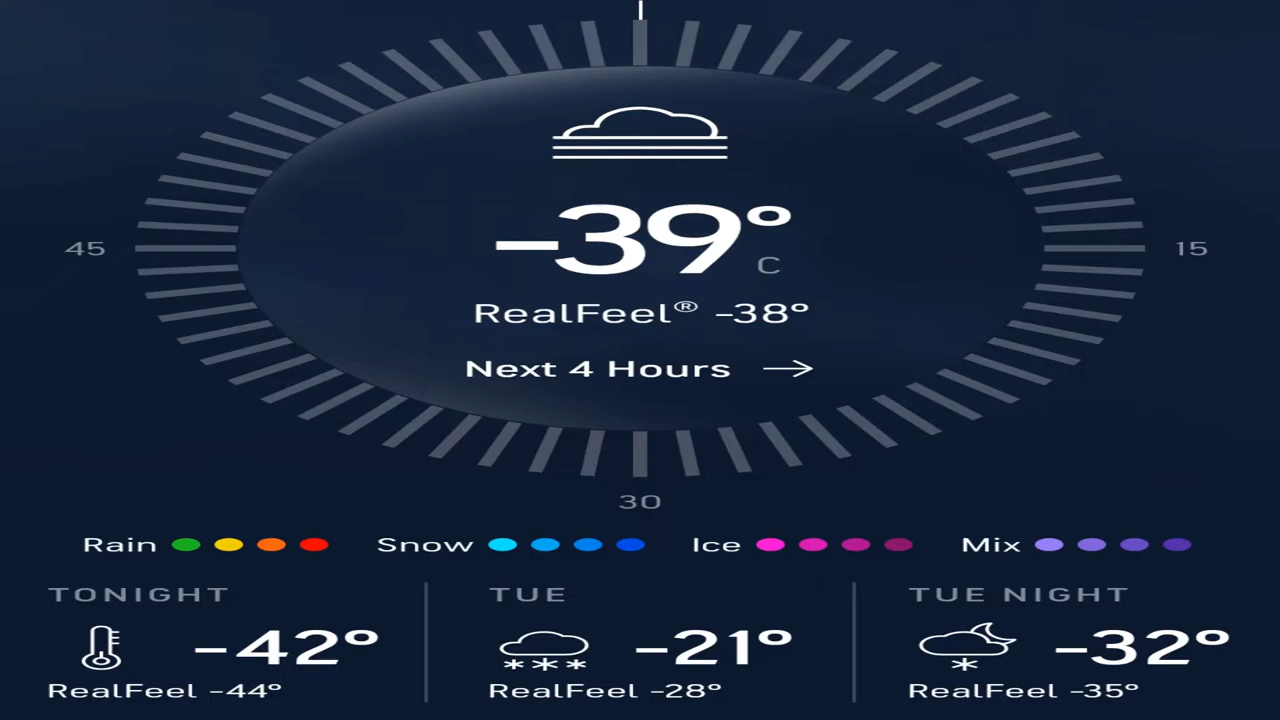 -39°
C
RealFeel® -38°
Next 4 Hours →
45
15
30
Rain
Snow
Ice
Mix
TONIGHT
-42°
RealFeel -44°
TUE
-21°
RealFeel -28°
TUE NIGHT
-32°
RealFeel -35°